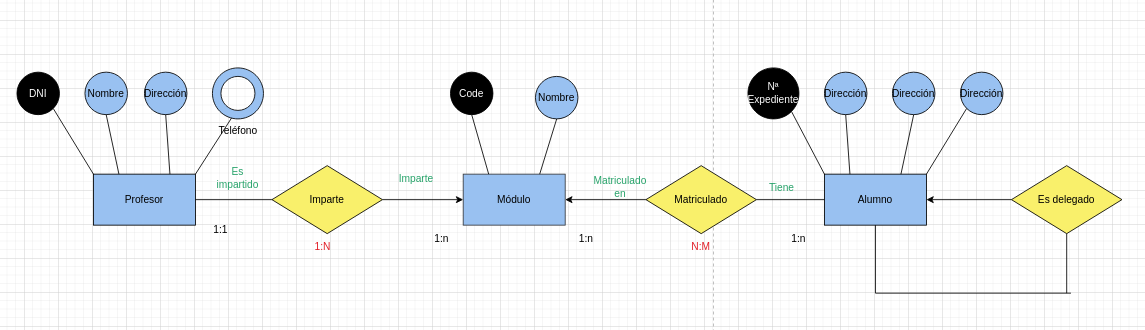 DNI
Nombre
Dirección
Teléfono
Code
Nombre
Nª
Expediente
Dirección
Dirección
Dirección
Es
impartido
Imparte
Matriculado
en
Tiene
Profesor
Imparte
Módulo
Matriculado
Alumno
Es delegado
1:1
1:N
1:n
1:n
N:M
1:n